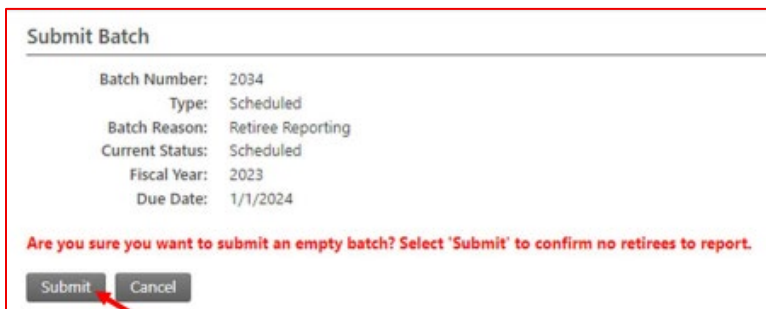 Submit Batch
Batch Number: 2034
Type: Scheduled
Batch Reason: Retiree Reporting
Current Status: Scheduled
Fiscal Year: 2023
Due Date: 1/1/2024
Are you sure you want to submit an empty batch? Select 'Submit' to confirm no retirees to report.
Submit Cancel